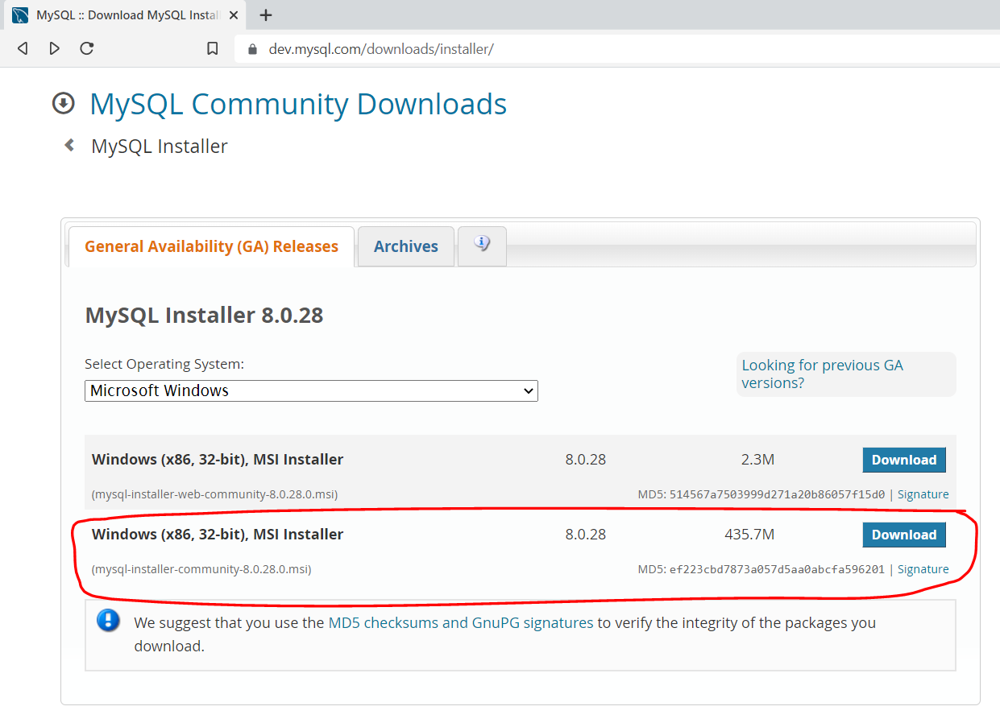 MySQL :: Download MySQL Instal
dev.mysql.com/downloads/installer/
MySQL Community Downloads
MySQL Installer
General Availability (GA) Releases
Archives
MySQL Installer 8.0.28
Select Operating System:
Microsoft Windows
Looking for previous GA
versions?
Windows (x86, 32-bit), MSI Installer 8.0.28 2.3M Download
(mysql-installer-web-community-8.0.28.0.msi) MD5: 514567a7503999d271a20b86057f15d0 | Signature
Windows (x86, 32-bit), MSI Installer 8.0.28 435.7M Download
(mysql-installer-community-8.0.28.0.msi) MD5: ef223cbd7873a057d5aa0abcfa596201 | Signature
We suggest that you use the MD5 checksums and GnuPG signatures to verify the integrity of the packages you
download.